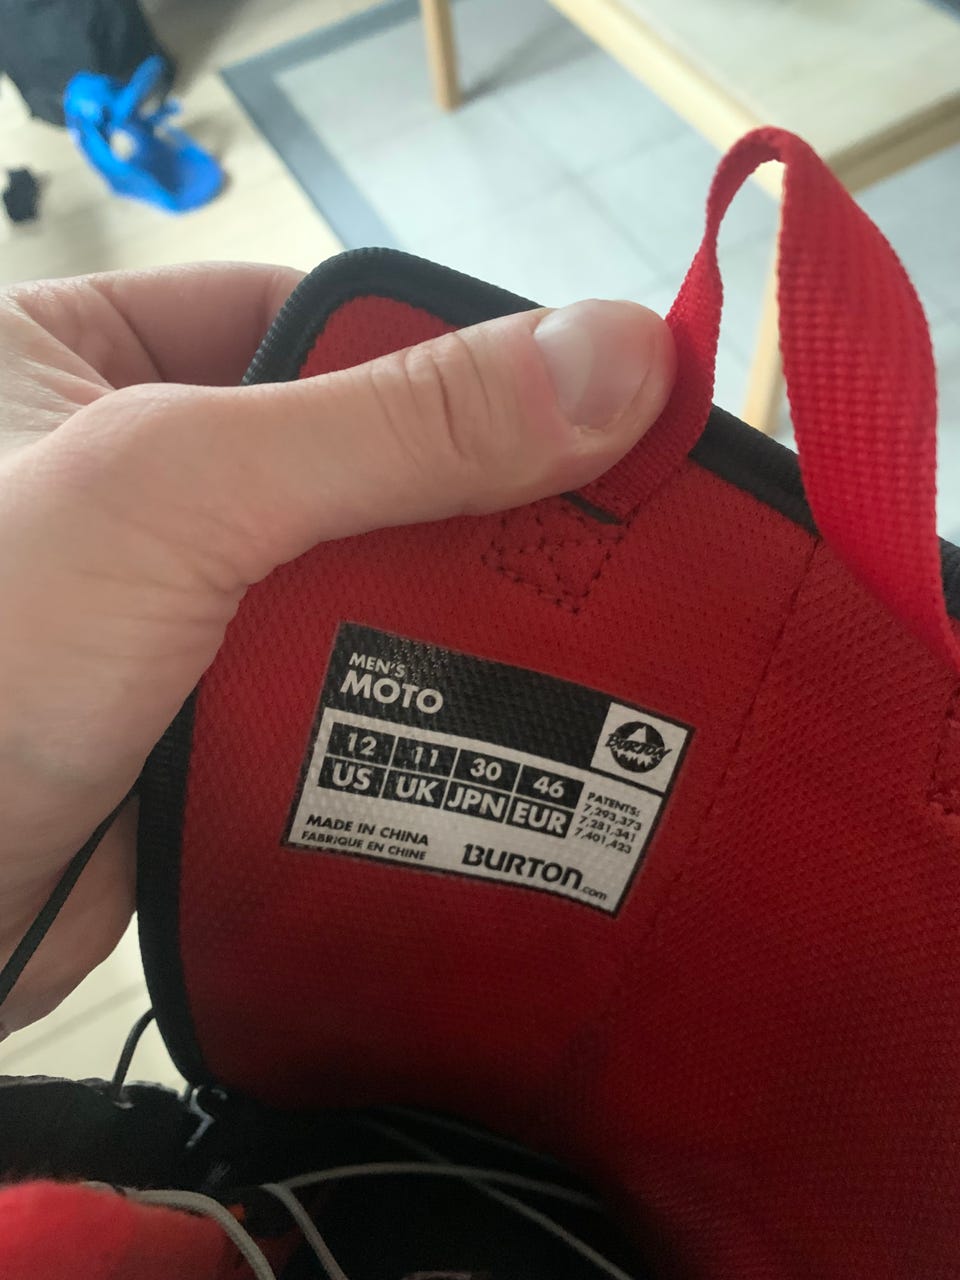 MEN'S
MOTO
BURTON
12 11 30 46
US UK JPN EUR
PATENTS:
7,293,373
7,281,341
7,401,423
MADE IN CHINA
FABRIQUE EN CHINE
BURTON.com